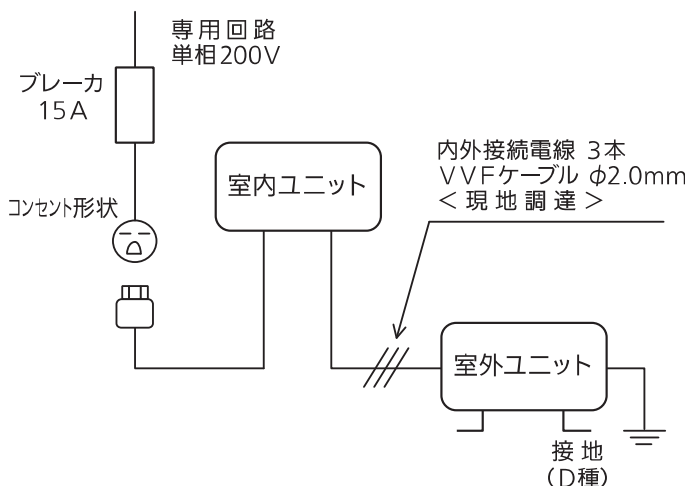 専用回路
単相200V
ブレーカ
15A
コンセント形状
室内ユニット
内外接続電線 3本
VVFケーブル φ2.0mm
<現地調達>
室外ユニット
接地
(D種)